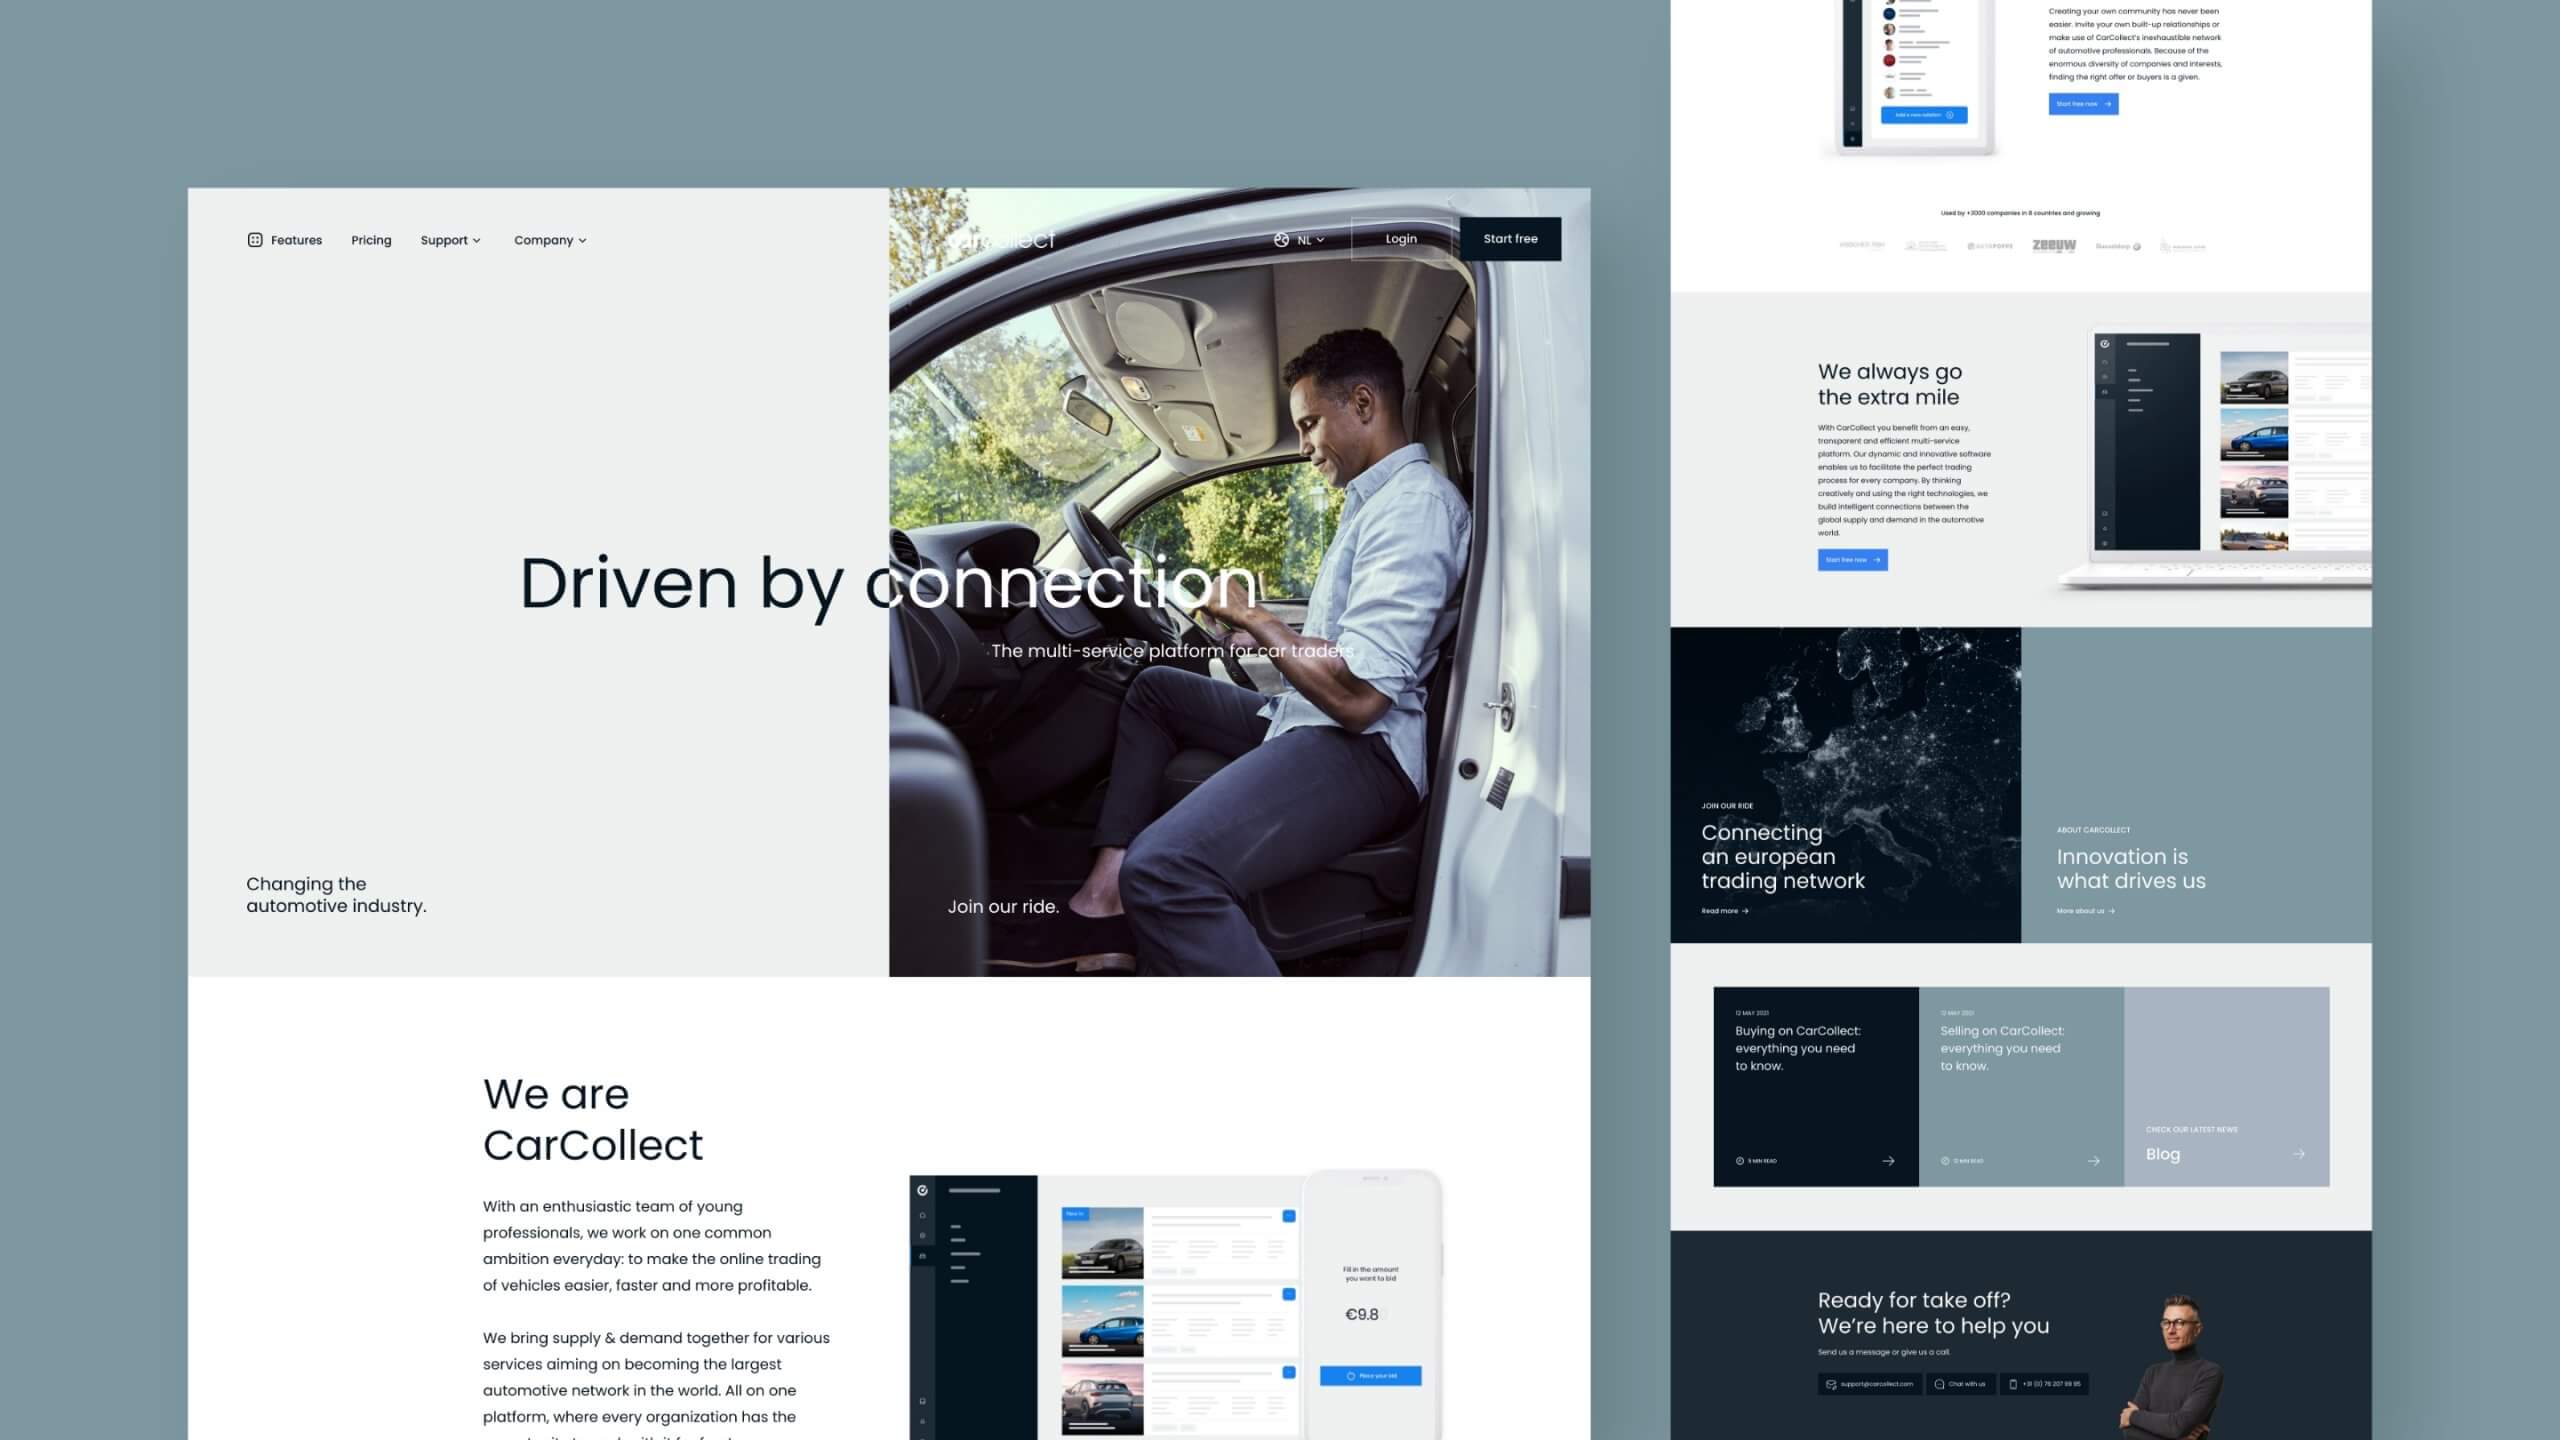 Features
Pricing
Support
Company
carcollect
NL
Login
Start free
Driven by connection
The multi-service platform for car traders
Changing the
automotive industry.
Join our ride.
We are
CarCollect
With an enthusiastic team of young
professionals, we work on one common
ambition everyday: to make the online trading
of vehicles easier, faster and more profitable.
We bring supply & demand together for various
services aiming on becoming the largest
automotive network in the world. All on one
platform, where every organization has the
New in
Fill in the amount
you want to bid
€9.8
Place your bid
Creating your own community has never been
easier. Invite your own built-up relationships or
make use of CarCollect's inexhaustible network
of automotive professionals. Because of the
enormous diversity of companies and interests,
finding the right offer or buyers is a given.
Start free now
Add a new relation
Used by +3000 companies in 8 countries and growing
AUTOPOFFE
ZEEUW
We always go
the extra mile
With CarCollect you benefit from an easy,
transparent and efficient multi-service
platform. Our dynamic and innovative software
enables us to facilitate the perfect trading
process for every company. By thinking
creatively and using the right technologies, we
build intelligent connections between the
global supply and demand in the automotive
world.
Start free now
JOIN OUR RIDE
Connecting
an european
trading network
Read more
ABOUT CARCOLLECT
Innovation is
what drives us
More about us
12 MAY 2021
Buying on CarCollect:
everything you need
to know.
5 MIN READ
12 MAY 2021
Selling on CarCollect:
everything you need
to know.
12 MIN READ
CHECK OUR LATEST NEWS
Blog
Ready for take off?
We're here to help you
Send us a message or give us a call.
support@carcollect.com
Chat with us
+31 (0) 76 207 99 95